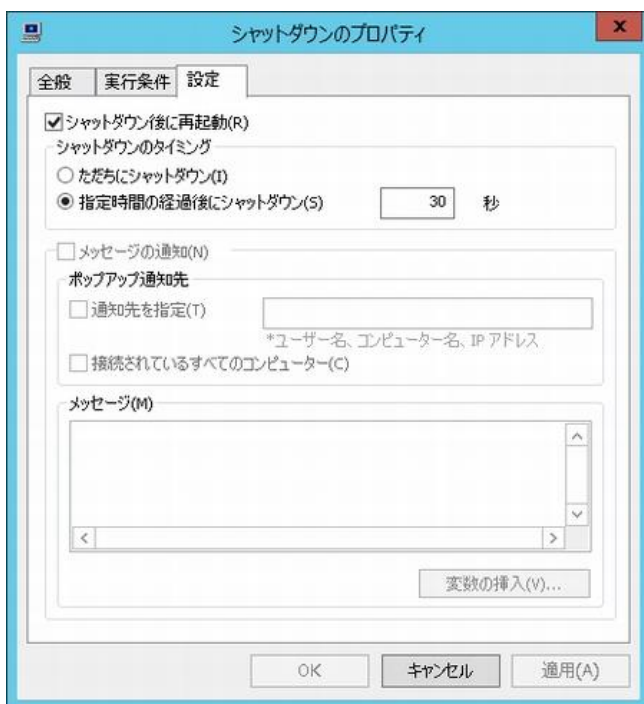 シャットダウンのプロパティ
x
全般 実行条件 設定
シャットダウン後に再起動(R)
シャットダウンのタイミング
ただちにシャットダウン(I)
指定時間の経過後にシャットダウン(S) 30 秒
メッセージの通知(N)
ポップアップ通知先
通知先を指定(T)
*ユーザー名、コンピューター名、IP アドレス
接続されているすべてのコンピューター(C)
メッセージ(M)
変数の挿入(V)...
OK キャンセル 適用(A)